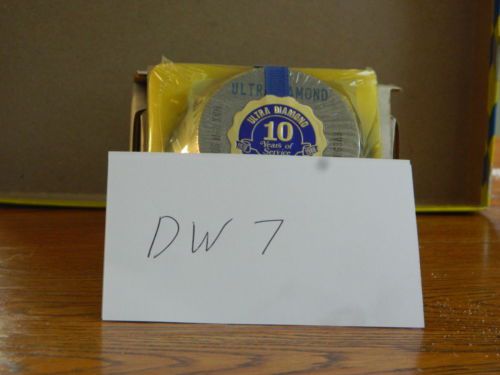 ULTRA DIAMOND
ULTRA DIAMOND
10
Years of
Service
DW 7